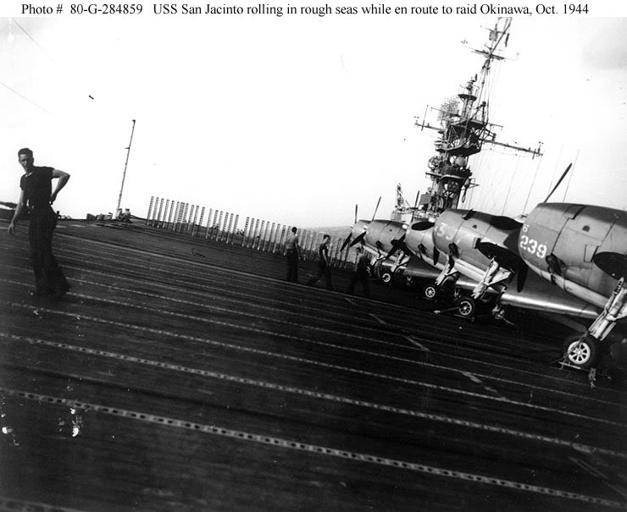 Photo # 80-G-284859 USS San Jacinto rolling in rough seas while en route to raid Okinawa, Oct. 1944
239